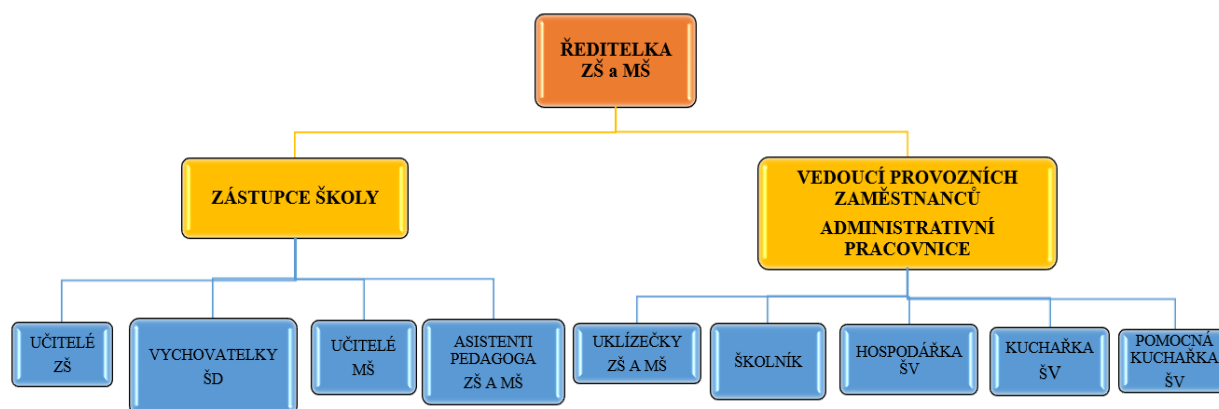 ŘEDITELKA
ZŠ a MŠ
ZÁSTUPCE ŠKOLY
VEDOUCÍ PROVOZNÍCH
ZAMĚSTNANCŮ
ADMINISTRATIVNÍ
PRACOVNICE
UČITELÉ
ZŠ
VYCHOVATELKY
ŠD
UČITELÉ
MŠ
ASISTENTI
PEDAGOGA
ZŠ A MŠ
UKLÍZEČKY
ZŠ A MŠ
ŠKOLNÍK
HOSPODÁŘKA
ŠV
KUCHAŘKA
ŠV
POMOCNÁ
KUCHAŘKA
ŠV